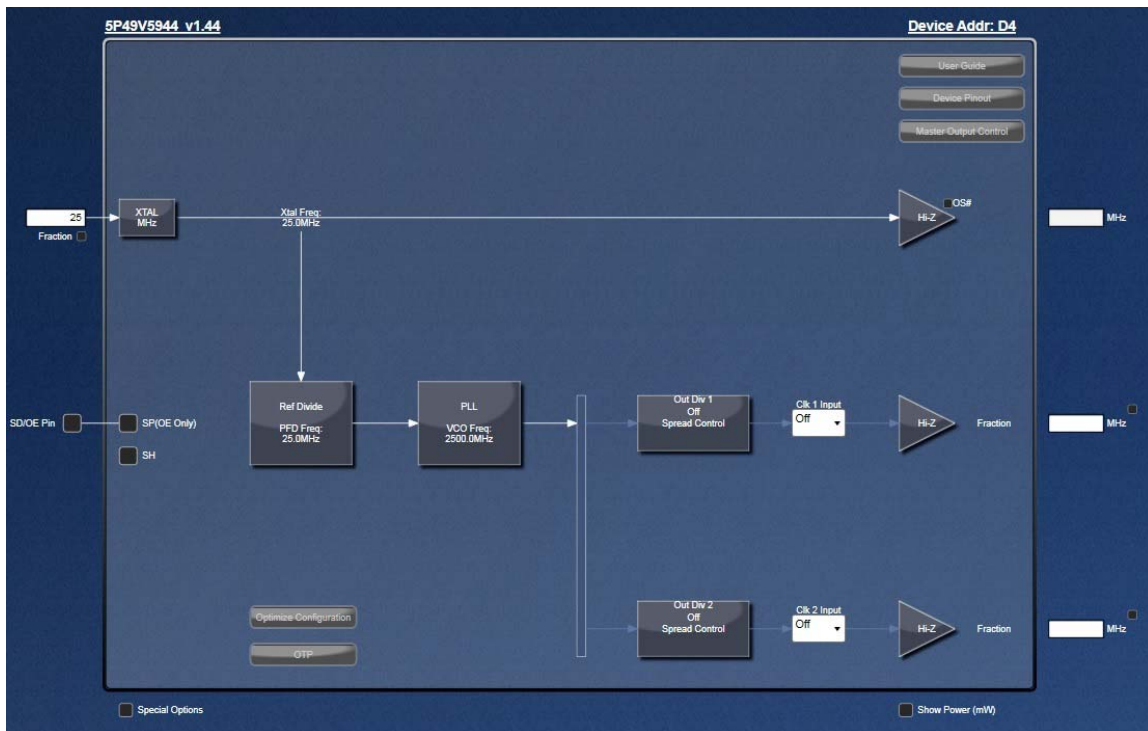 5P49V5944 v1.44
Device Addr: D4
User Guide
Device Pinout
Master Output Control
25
XTAL
MHz
Xtal Freq:
25.0MHz
Hi-Z
OS#
MHz
Fraction
Ref Divide
PFD Freq:
25.0MHz
PLL
VCO Freq:
2500.0MHz
Out Div 1
Off
Spread Control
Clk 1 Input
Off
Hi-Z
Fraction
MHz
SD/OE Pin
SP(OE Only)
SH
Out Div 2
Off
Spread Control
Clk 2 Input
Off
Hi-Z
Fraction
MHz
Optimize Configuration
OTP
Special Options
Show Power (mW)